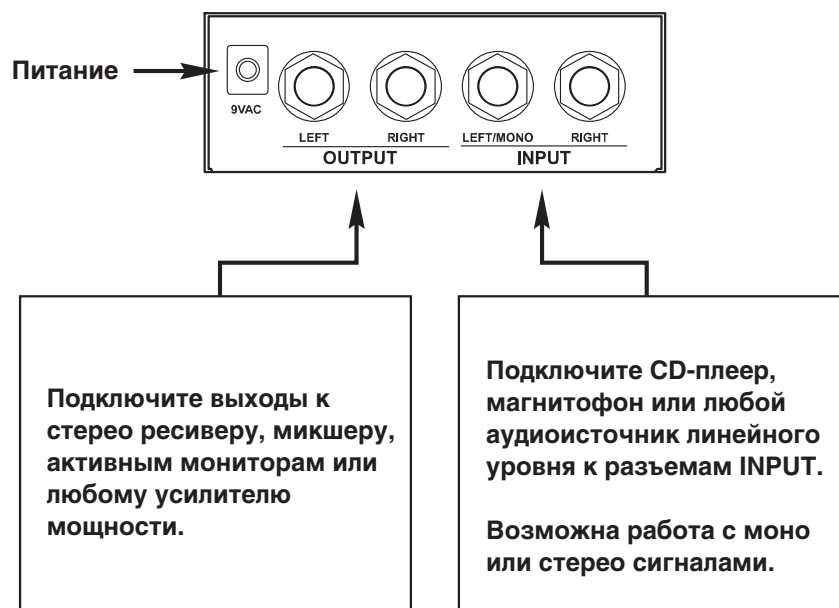 Питание
9VAC
LEFT RIGHT LEFT/MONO RIGHT
OUTPUT INPUT
Подключите выходы к
стерео ресиверу, микшеру,
активным мониторам или
любому усилителю
мощности.
Подключите CD-плеер,
магнитофон или любой
аудиоисточник линейного
уровня к разъемам INPUT.
Возможна работа с моно
или стерео сигналами.